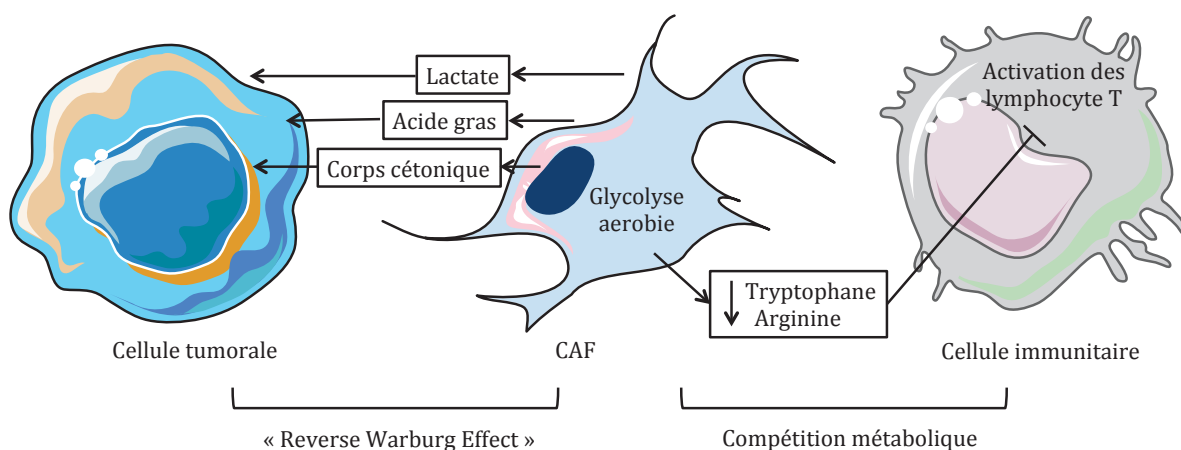 Lactate
Acide gras
Corps cétonique
Glycolyse
aerobie
Activation des
lymphocyte T
Tryptophane
Arginine
Cellule tumorale
CAF
Cellule immunitaire
« Reverse Warburg Effect »
Compétition métabolique